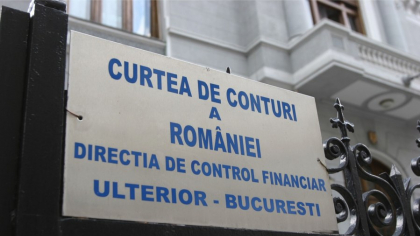 CURTEA DE CONTURI
A
ROMÂNIEI
DIRECTIA DE CONTROL FINANCIAR
ULTERIOR - BUCURESTI